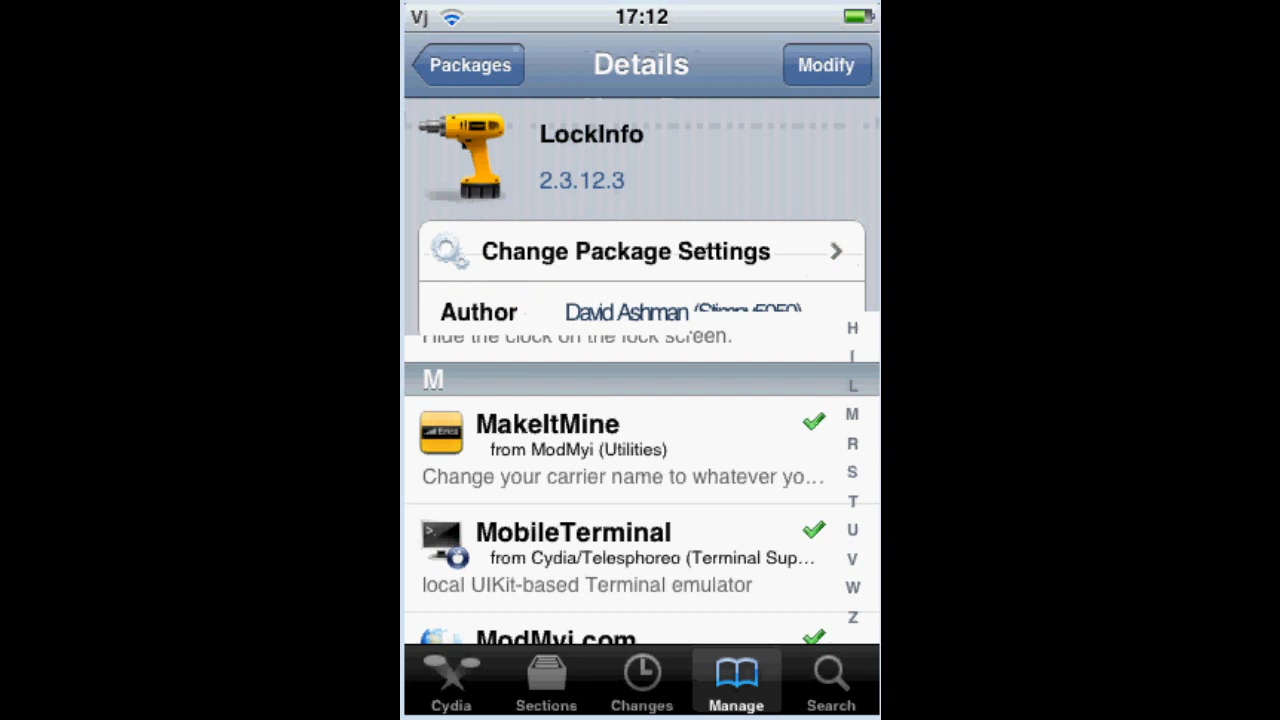 Vj 17:12
Packages Details Modify
LockInfo
2.3.12.3
Change Package Settings
Author David Ashman
Hide the clock on the lock screen.
H
I
L
M
MakeItMine
M
from ModMyi (Utilities)
R
Change your carrier name to whatever yo…
S
T
MobileTerminal
U
from Cydia/Telesphoreo (Terminal Sup…
V
local UIKit-based Terminal emulator
W
Z
ModMyi.com
Cydia Sections Changes Manage Search